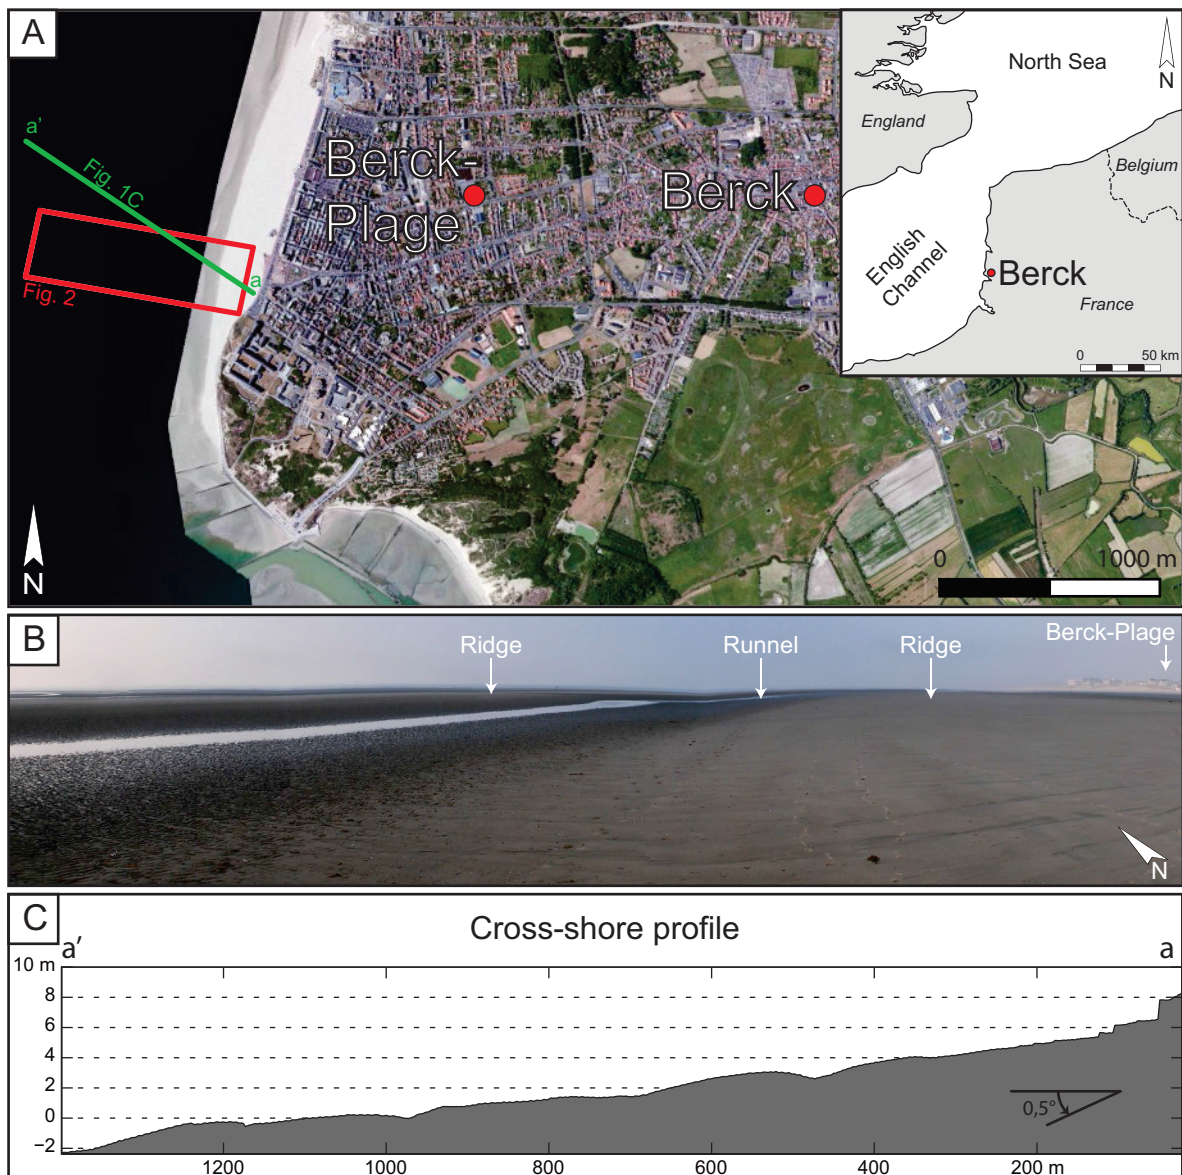 A
a'
Fig. 1C
a
Fig. 2
Berck-
Plage
Berck
N
0 1000 m
North Sea
N
England
Belgium
English
Channel
Berck
France
0 50 km
B
Ridge
Runnel
Ridge
Berck-Plage
N
C
Cross-shore profile
a'
a
10 m
8
6
4
2
0
−2
0,5°
1200
1000
800
600
400
200 m